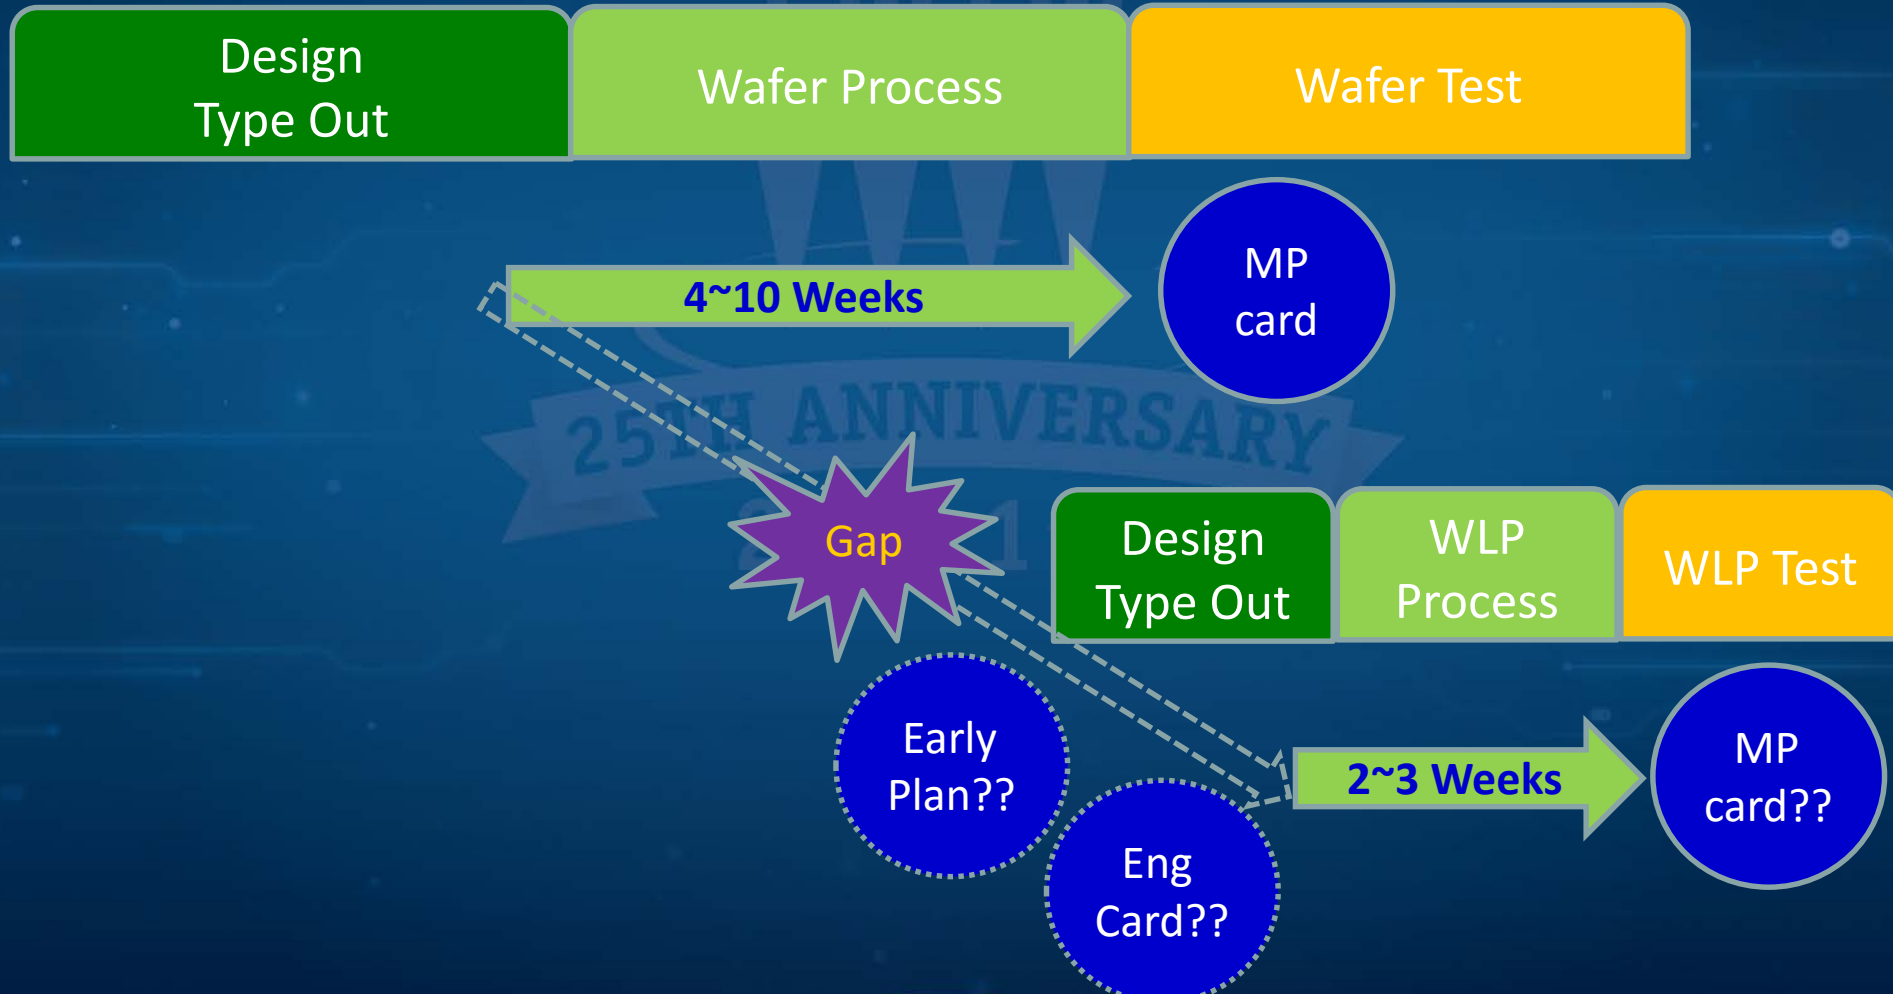 Design
Type Out
Wafer Process
Wafer Test
MP
card
4~10 Weeks
25TH ANNIVERSARY
Gap
Design
Type Out
WLP
Process
WLP Test
Early
Plan??
2~3 Weeks
MP
card??
Eng
Card??